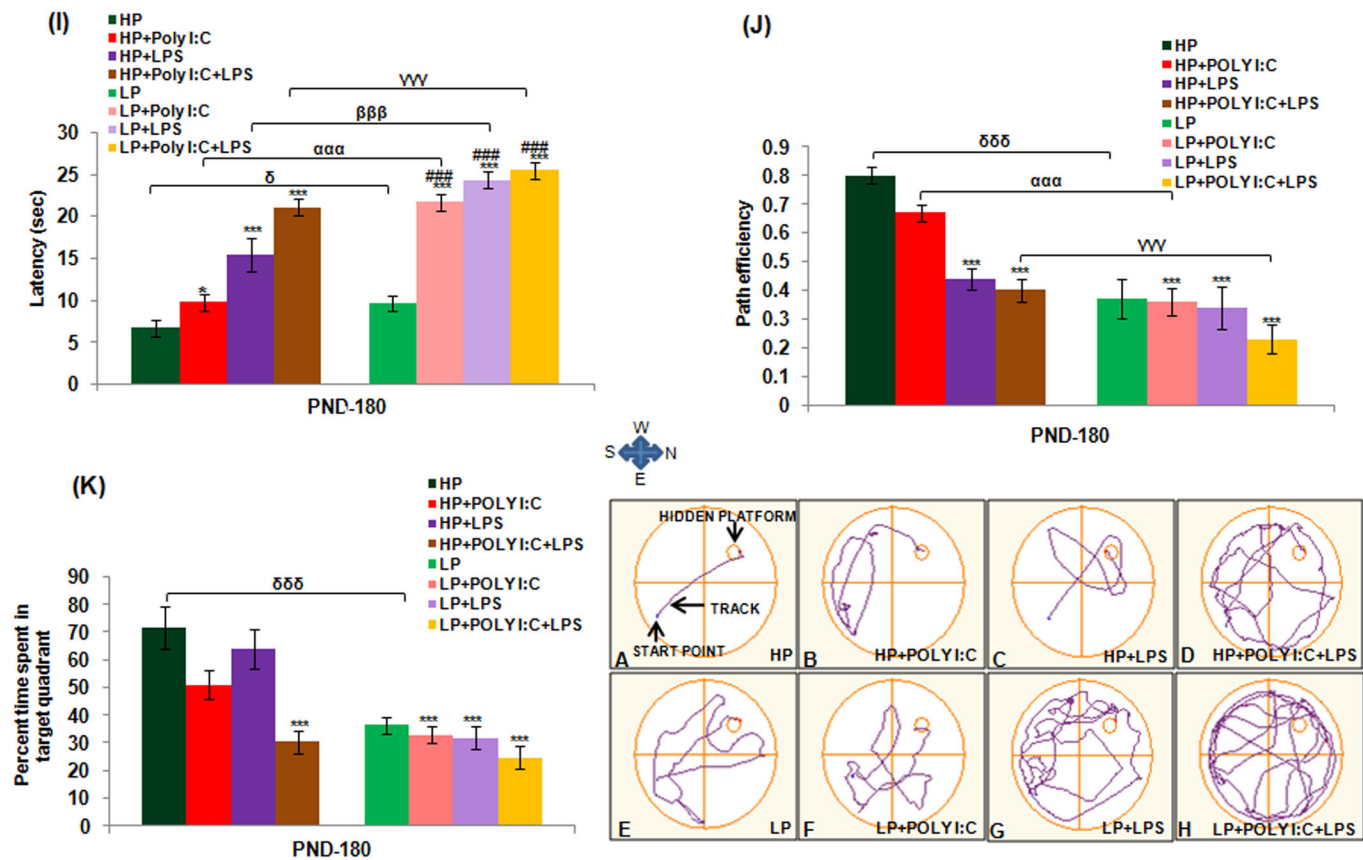 (I)
HP
HP+Poly I:C
HP+LPS
HP+Poly I:C+LPS
LP
LP+Poly I:C
LP+LPS
LP+Poly I:C+LPS
γγγ
βββ
ααα
δ
###
###
###
***
***
***
***
***
*
30
25
20
15
10
5
0
Latency (sec)
PND-180
(J)
HP
HP+POLY I:C
HP+LPS
HP+POLY I:C+LPS
LP
LP+POLY I:C
LP+LPS
LP+POLY I:C+LPS
δδδ
ααα
γγγ
***
***
***
***
***
0.9
0.8
0.7
0.6
0.5
0.4
0.3
0.2
0.1
0
Path efficiency
PND-180
(K)
HP
HP+POLY I:C
HP+LPS
HP+POLY I:C+LPS
LP
LP+POLY I:C
LP+LPS
LP+POLY I:C+LPS
δδδ
***
***
***
***
90
80
70
60
50
40
30
20
10
0
Percent time spent in
target quadrant
PND-180
W
S N
E
HIDDEN PLATFORM
TRACK
START POINT
A HP
B HP+POLY I:C
C HP+LPS
D HP+POLY I:C+LPS
E LP
F LP+POLY I:C
G LP+LPS
H LP+POLY I:C+LPS